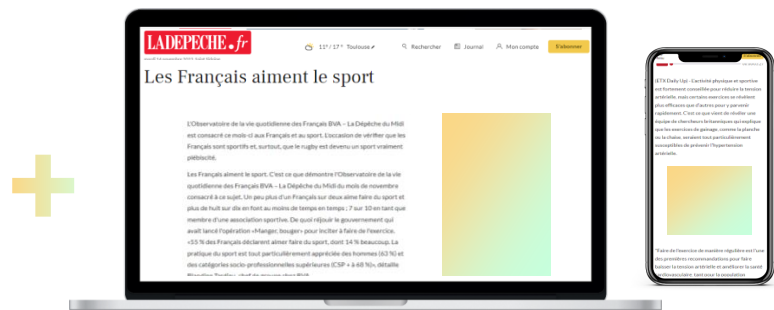 LADEPECHE.fr
11° / 17° Toulouse
Rechercher
Journal
Mon compte
S'abonner
Les Français aiment le sport
L'Observatoire de la vie quotidienne des Français BVA – La Dépêche du Midi
est consacré ce mois-ci aux Français et au sport. L'occasion de vérifier que les
Français sont sportifs et, surtout, que le rugby est devenu un sport vraiment
plébiscité.
Les Français aiment le sport. C'est ce que démontre l'Observatoire de la vie
quotidienne des Français BVA – La Dépêche du Midi du mois de novembre
consacré à ce sujet. Un peu plus d'un Français sur deux aime faire du sport et
plus de huit sur dix en font au moins de temps en temps ; 7 sur 10 en tant que
membre d'une association sportive. De quoi réjouir le gouvernement qui
avait lancé l'opération «Manger, bouger» pour inciter à faire de l'exercice.
«55 % des Français déclarent aimer faire du sport, dont 14 % beaucoup. La
pratique du sport est tout particulièrement appréciée des hommes (63 %) et
des catégories socio-professionnelles supérieures (CSP + à 68 %)», détaille
(ETX Daily Up) - L'activité physique et sportive
est fortement conseillée pour réduire la tension
artérielle, mais certains exercices se révèlent
plus efficaces que d'autres pour y parvenir
rapidement. C'est ce que vient de révéler une
équipe de chercheurs britanniques qui explique
que les exercices de gainage, comme la planche
ou la chaise, seraient tout particulièrement
susceptibles de prévenir l'hypertension
artérielle.
"Faire de l'exercice de manière régulière est l'une
des premières recommandations pour faire
baisser la tension artérielle et améliorer la santé
cardiovasculaire, tant pour la population